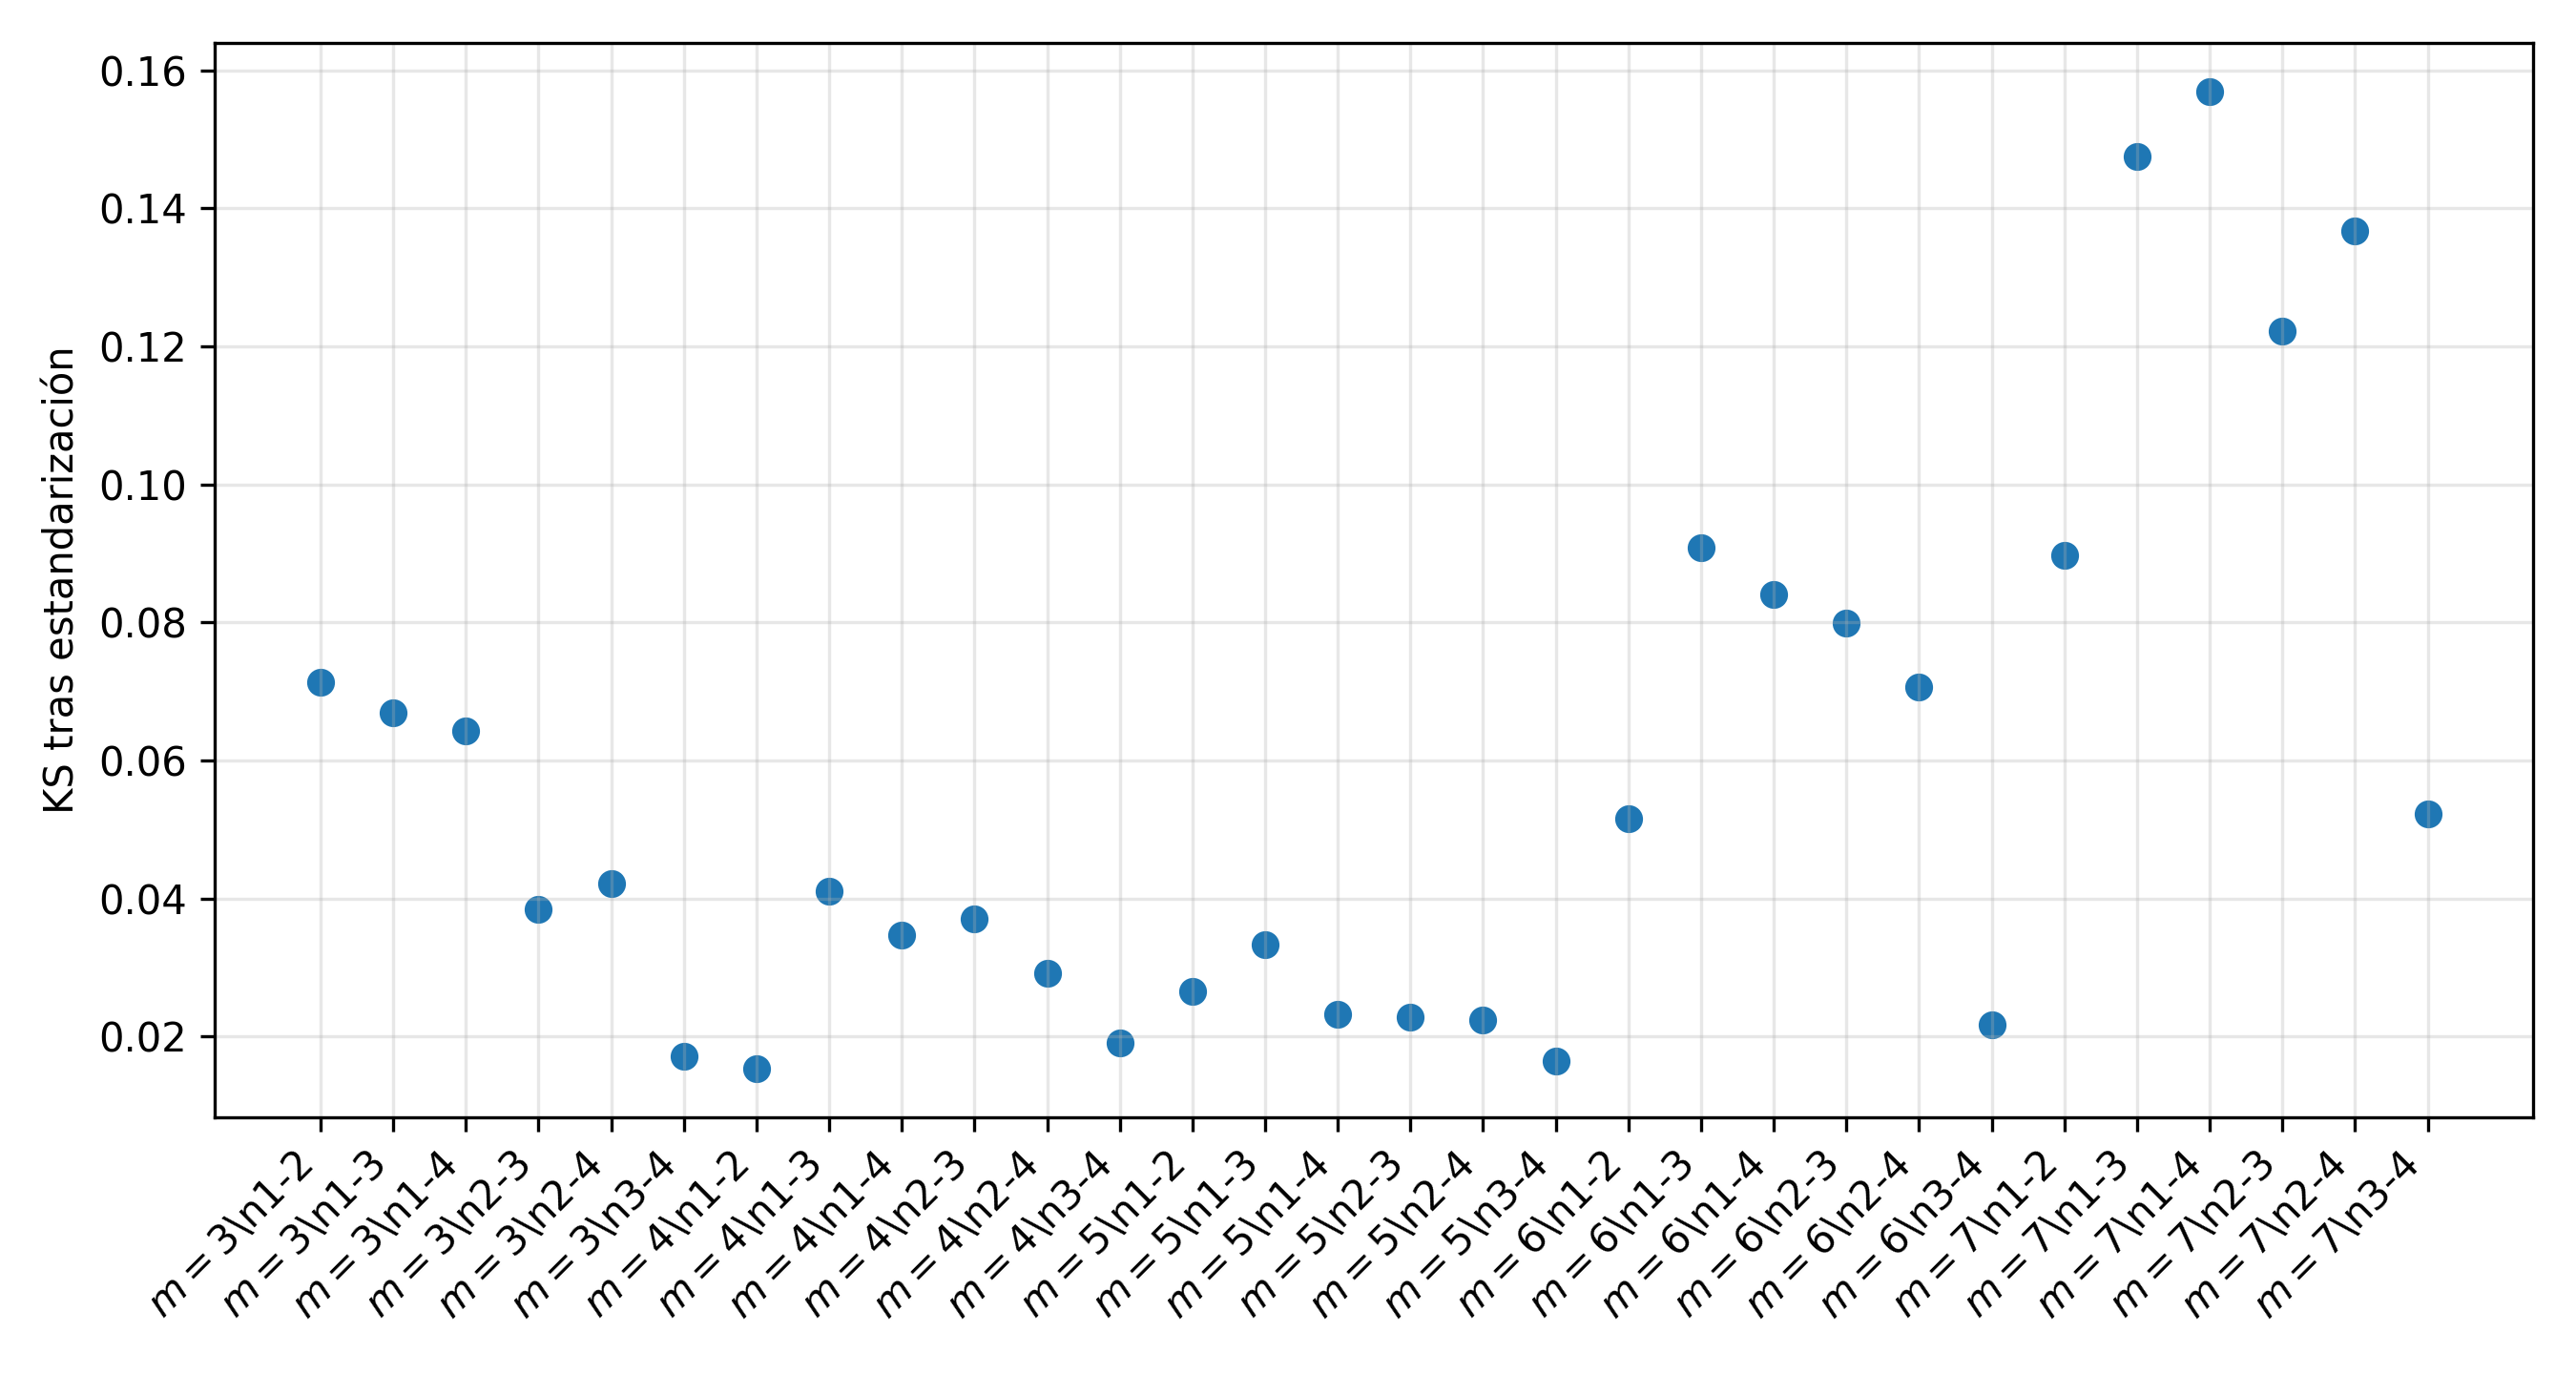 0.16
0.14
0.12
0.10
0.08
0.06
0.04
0.02
KS tras estandarización
m = 3\n1-2
m = 3\n1-3
m = 3\n1-4
m = 3\n2-3
m = 3\n2-4
m = 3\n3-4
m = 4\n1-2
m = 4\n1-3
m = 4\n1-4
m = 4\n2-3
m = 4\n2-4
m = 4\n3-4
m = 5\n1-2
m = 5\n1-3
m = 5\n1-4
m = 5\n2-3
m = 5\n2-4
m = 5\n3-4
m = 6\n1-2
m = 6\n1-3
m = 6\n1-4
m = 6\n2-3
m = 6\n2-4
m = 6\n3-4
m = 7\n1-2
m = 7\n1-3
m = 7\n1-4
m = 7\n2-3
m = 7\n2-4
m = 7\n3-4